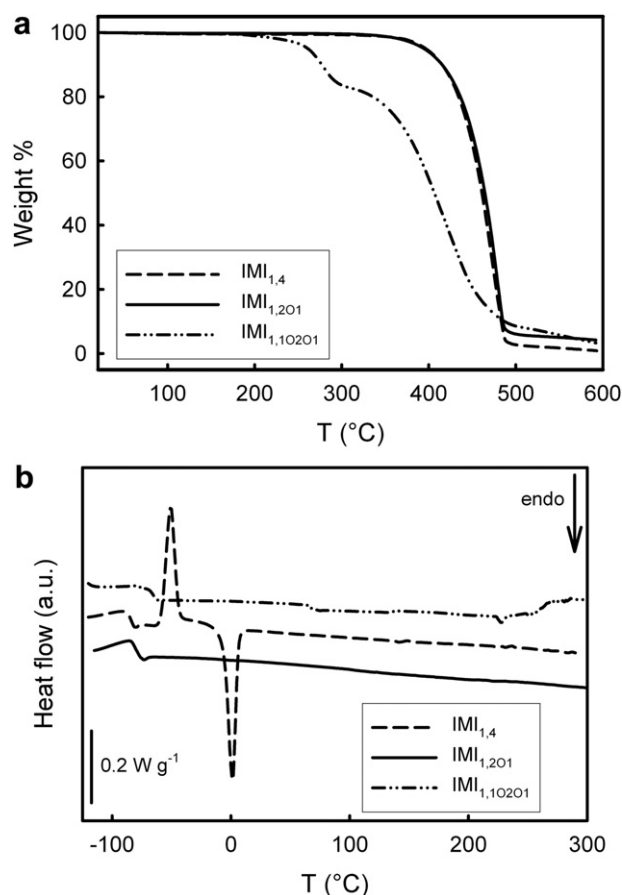 a
Weight %
100
80
60
40
20
0
IMI1,4
IMI1,2O1
IMI1,1O2O1
100 200 300 400 500 600
T (°C)
b
Heat flow (a.u.)
endo
0.2 W g⁻¹
IMI1,4
IMI1,2O1
IMI1,1O2O1
-100 0 100 200 300
T (°C)